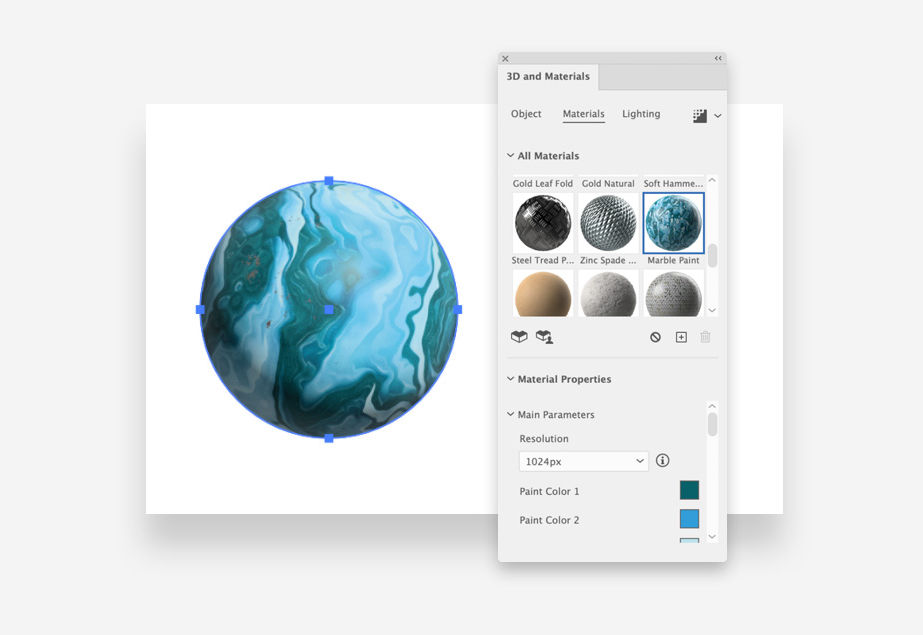 3D and Materials
Object Materials Lighting
All Materials
Gold Leaf Fold Gold Natural Soft Hamme...
Steel Tread P... Zinc Spade ... Marble Paint
Material Properties
Main Parameters
Resolution
1024px
Paint Color 1
Paint Color 2